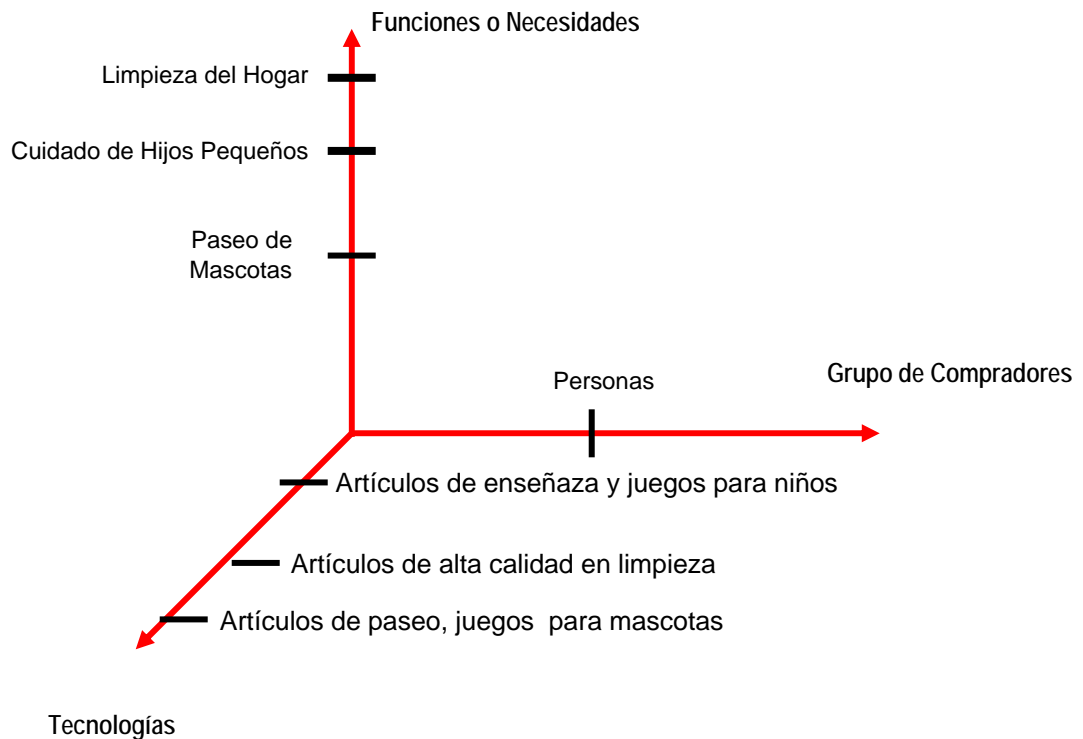 Funciones o Necesidades
Limpieza del Hogar
Cuidado de Hijos Pequeños
Paseo de
Mascotas
Personas
Grupo de Compradores
Artículos de enseñaza y juegos para niños
Artículos de alta calidad en limpieza
Artículos de paseo, juegos  para mascotas
Tecnologías